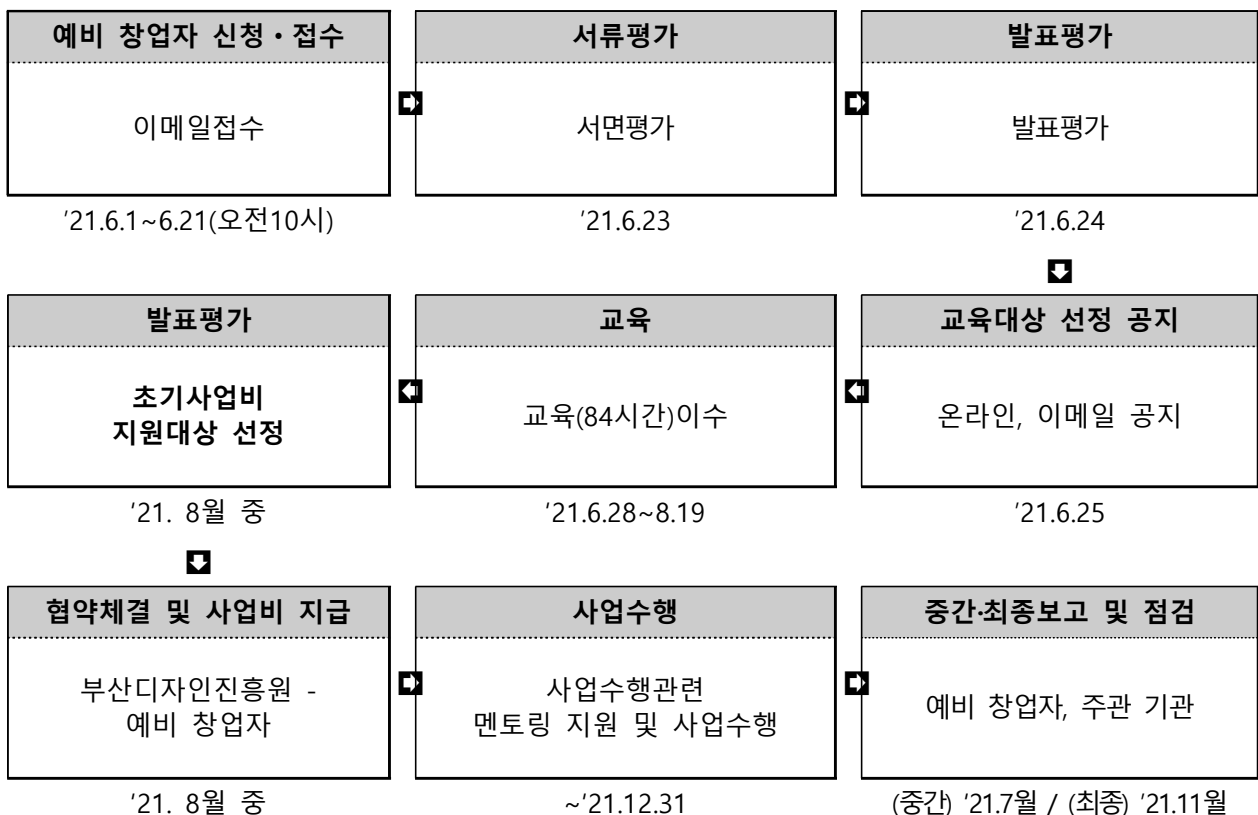 예비 창업자 신청·접수
이메일접수
'21.6.1~6.21(오전10시)
서류평가
서면평가
'21.6.23
발표평가
발표평가
'21.6.24
교육대상 선정 공지
온라인, 이메일 공지
'21.6.25
교육
교육(84시간)이수
'21.6.28~8.19
발표평가
초기사업비
지원대상 선정
'21. 8월 중
협약체결 및 사업비 지급
부산디자인진흥원 -
예비 창업자
'21. 8월 중
사업수행
사업수행관련
멘토링 지원 및 사업수행
~'21.12.31
중간·최종보고 및 점검
예비 창업자, 주관 기관
(중간) '21.7월 / (최종) '21.11월